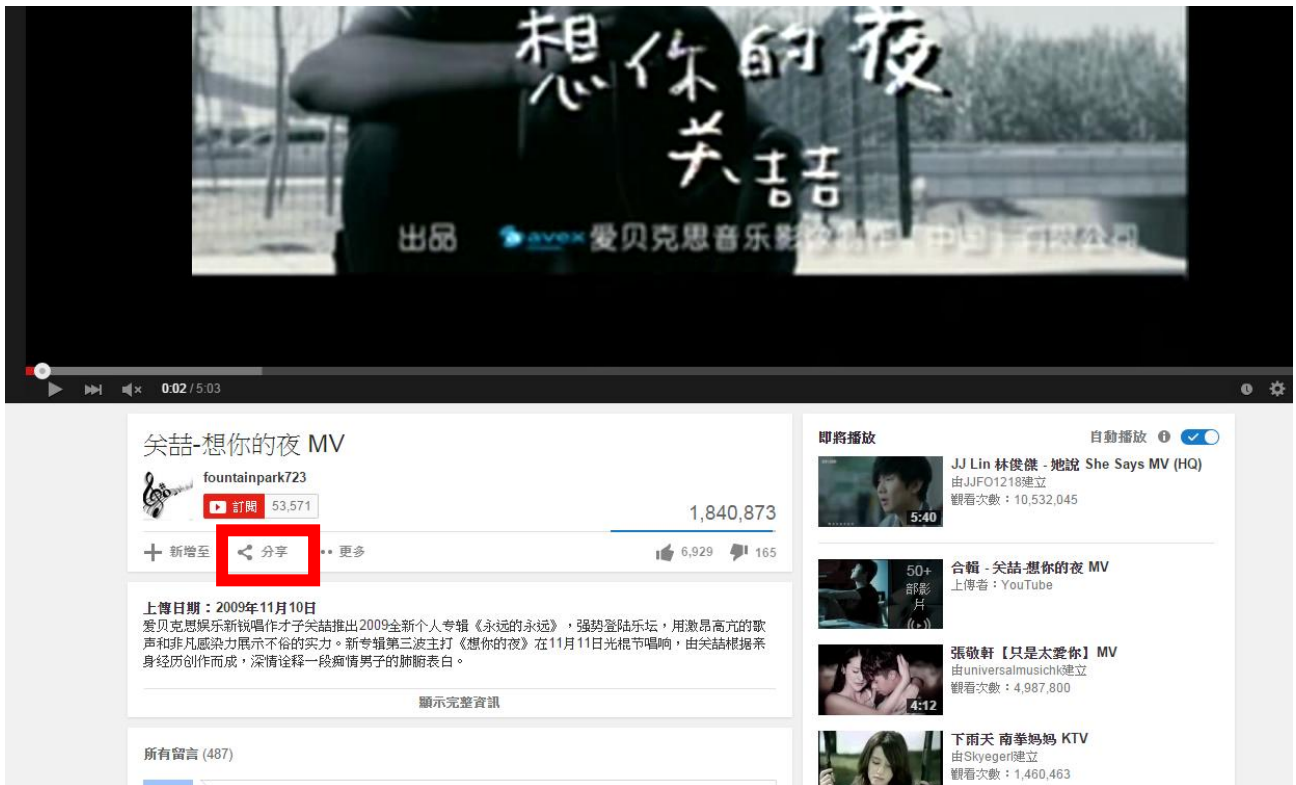 想你的夜
关喆
出品 avex 爱贝克思音乐影
0:02 / 5:03
关喆-想你的夜 MV
fountainpark723
訂閱 53,571
1,840,873
新增至 分享 更多 6,929 165
上傳日期：2009年11月10日
爱贝克思娱乐新锐唱作才子关喆推出2009全新个人专辑《永远的永远》，强势登陆乐坛，用激昂高亢的歌
声和非凡感染力展示不俗的实力。新专辑第三波主打《想你的夜》在11月11日光棍节唱响，由关喆根据亲
身经历创作而成，深情诠释一段痴情男子的肺腑表白。
顯示完整資訊
所有留言 (487)
即將播放 自動播放
JJ Lin 林俊傑 - 她說 She Says MV (HQ)
由JJFO1218建立
觀看次數：10,532,045
5:40
50+
部影
片
合輯 - 关喆-想你的夜 MV
上傳者：YouTube
張敬軒【只是太愛你】MV
由universalmusichk建立
觀看次數：4,987,800
4:12
下雨天 南拳媽媽 KTV
由Skyegerl建立
觀看次數：1,460,463